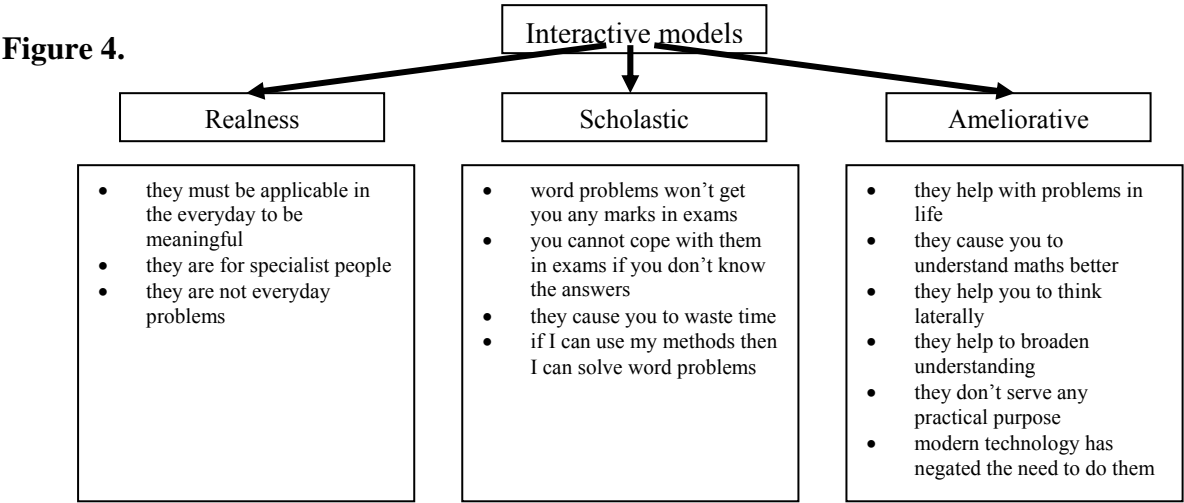 Interactive models
Figure 4.
Realness
Scholastic
Ameliorative
• they must be applicable in
the everyday to be
meaningful
• they are for specialist people
• they are not everyday
problems
• word problems won’t get
you any marks in exams
• you cannot cope with them
in exams if you don’t know
the answers
• they cause you to waste time
• if I can use my methods then
I can solve word problems
• they help with problems in
life
• they cause you to
understand maths better
• they help you to think
laterally
• they help to broaden
understanding
• they don’t serve any
practical purpose
• modern technology has
negated the need to do them